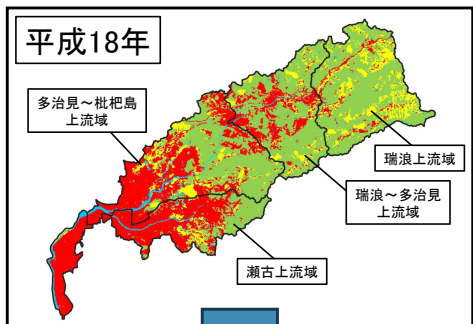 平成18年
多治見～枇杷島
上流域
瑞浪上流域
瑞浪～多治見
上流域
瀬古上流域